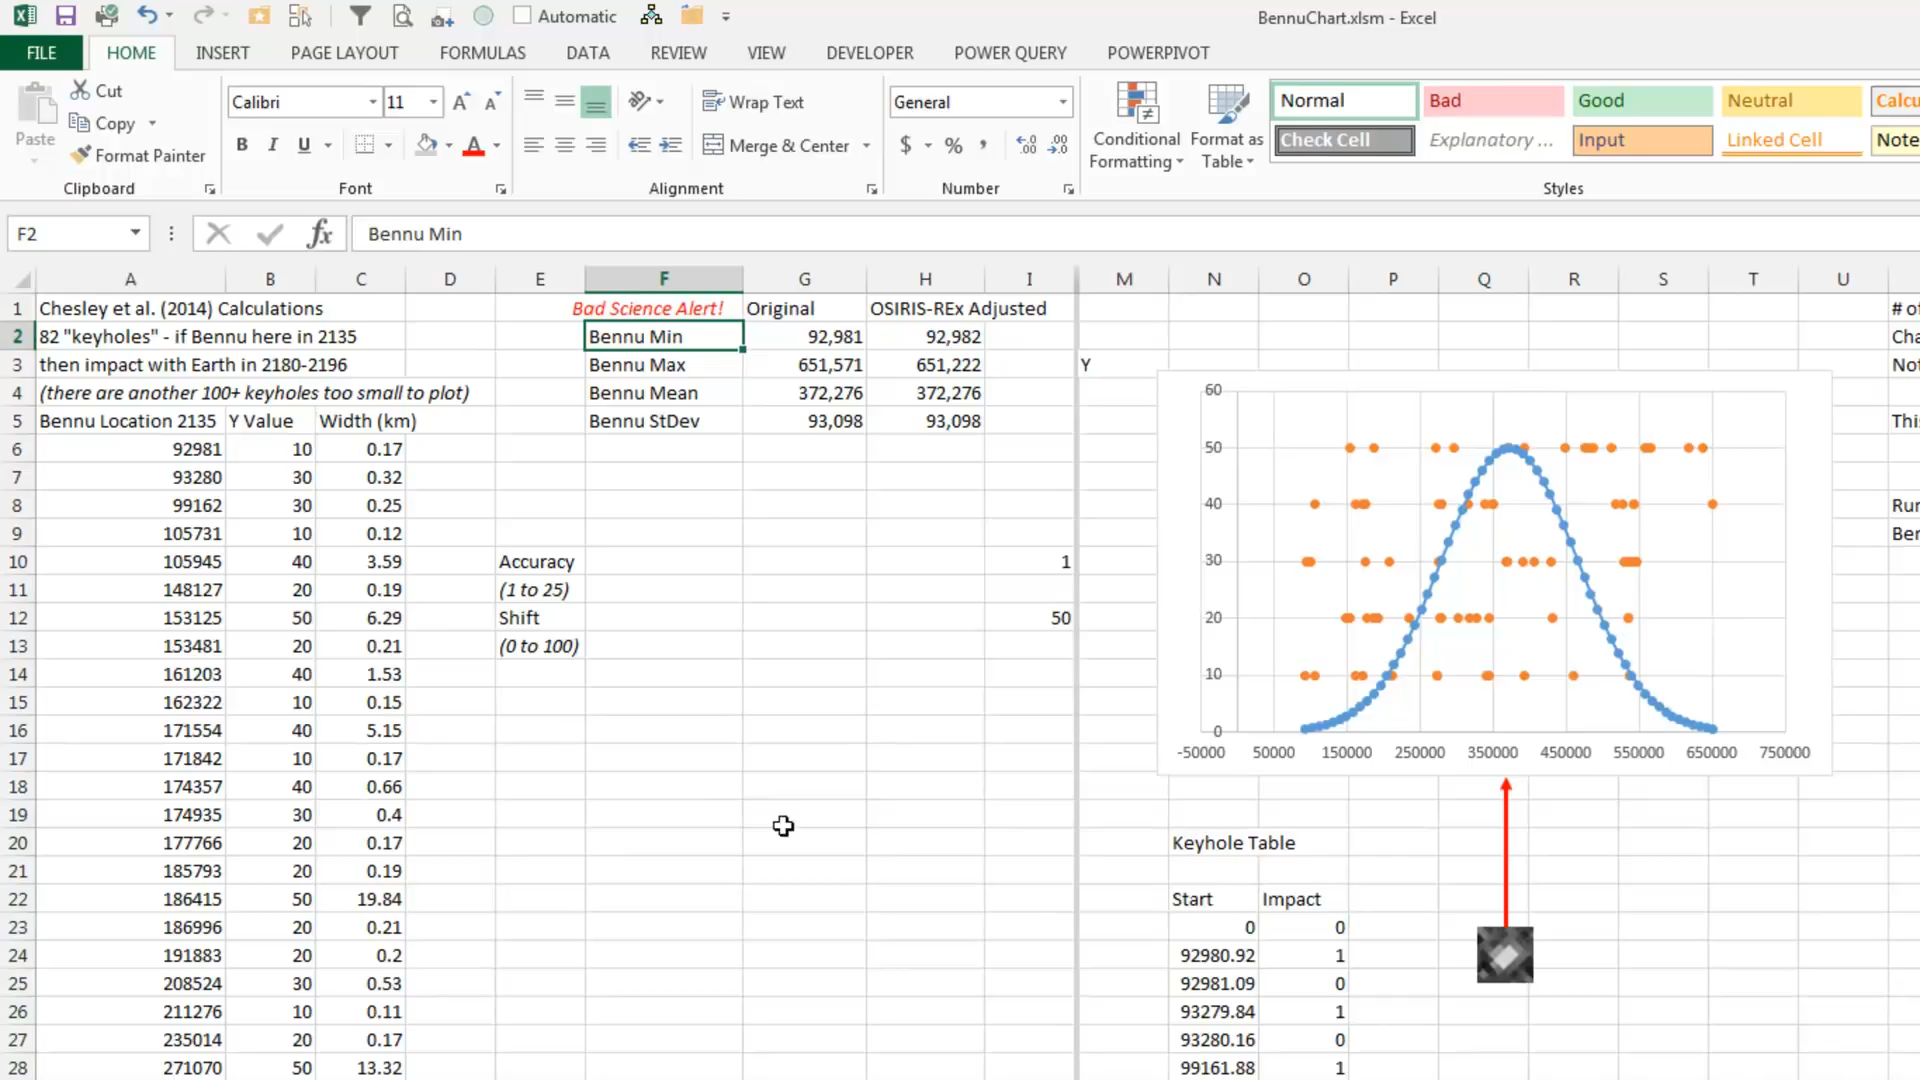 Automatic
BennuChart.xlsm - Excel
FILE HOME INSERT PAGE LAYOUT FORMULAS DATA REVIEW VIEW DEVELOPER POWER QUERY POWERPIVOT
Paste
Cut
Copy
Format Painter
Clipboard
Calibri 11
B I U
Font
Wrap Text
Merge & Center
Alignment
General
$ % ,
Number
Conditional Formatting
Format as Table
Normal Bad Good Neutral
Check Cell Explanatory ... Input Linked Cell Note
Styles
F2 fx Bennu Min
A B C D E F G H I M N O P Q R S T U
1 Chesley et al. (2014) Calculations Bad Science Alert! Original OSIRIS-REx Adjusted # of
2 82 "keyholes" - if Bennu here in 2135 Bennu Min 92,981 92,982
3 then impact with Earth in 2180-2196 Bennu Max 651,571 651,222 Y
4 (there are another 100+ keyholes too small to plot) Bennu Mean 372,276 372,276
5 Bennu Location 2135 Y Value Width (km) Bennu StDev 93,098 93,098
6 92981 10 0.17
7 93280 30 0.32
8 99162 30 0.25
9 105731 10 0.12
10 105945 40 3.59 Accuracy 1
11 148127 20 0.19 (1 to 25)
12 153125 50 6.29 Shift 50
13 153481 20 0.21 (0 to 100)
14 161203 40 1.53
15 162322 10 0.15
16 171554 40 5.15
17 171842 10 0.17
18 174357 40 0.66
19 174935 30 0.4
20 177766 20 0.17 Keyhole Table
21 185793 20 0.19
22 186415 50 19.84 Start Impact
23 186996 20 0.21 0 0
24 191883 20 0.2 92980.92 1
25 208524 30 0.53 92981.09 0
26 211276 10 0.11 93279.84 1
27 235014 20 0.17 93280.16 0
28 271070 50 13.32 99161.88 1
60
50
40
30
20
10
0
-50000 50000 150000 250000 350000 450000 550000 650000 750000